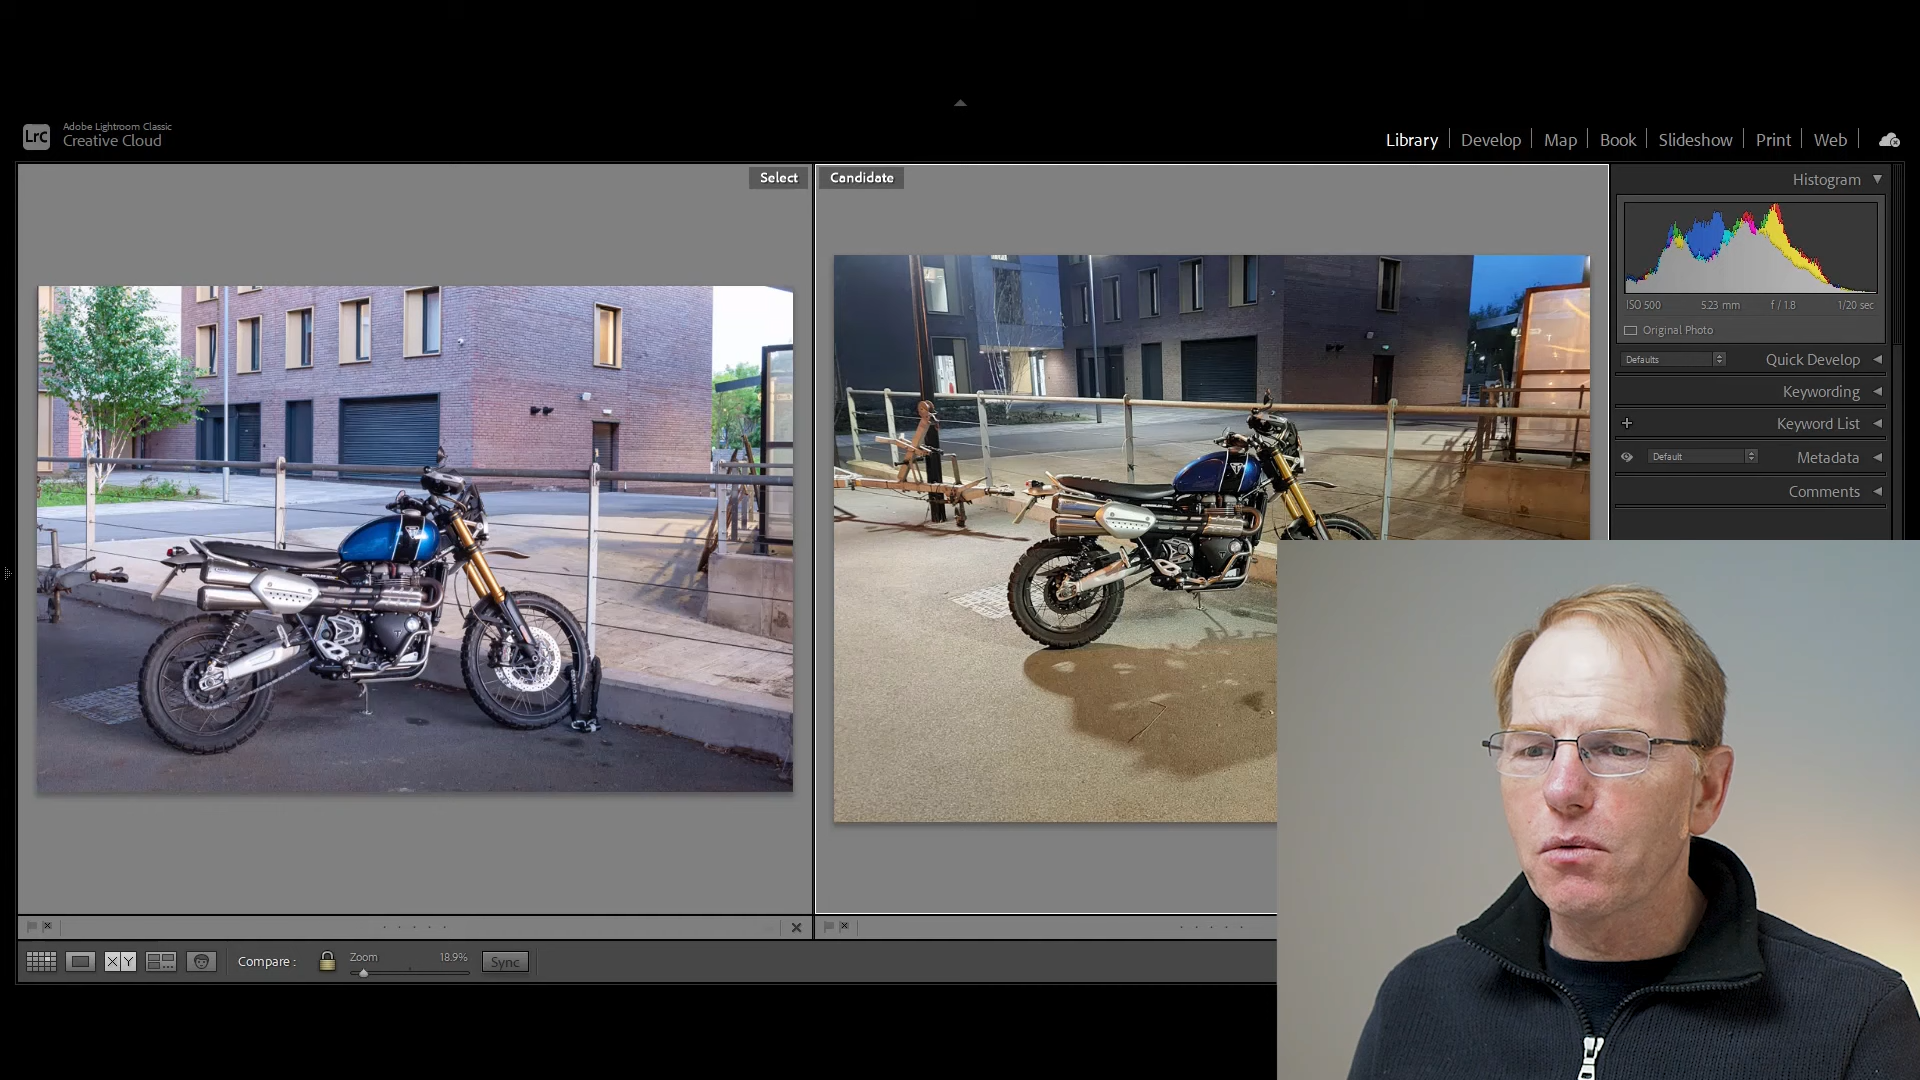 LrC
Adobe Lightroom Classic
Creative Cloud
Library
Develop
Map
Book
Slideshow
Print
Web
Select
Candidate
Histogram
ISO 500
5.23 mm
f / 1.8
1/20 sec
Original Photo
Defaults
Quick Develop
Keywording
Keyword List
Default
Metadata
Comments
XY
Compare :
Zoom
18.9%
Sync